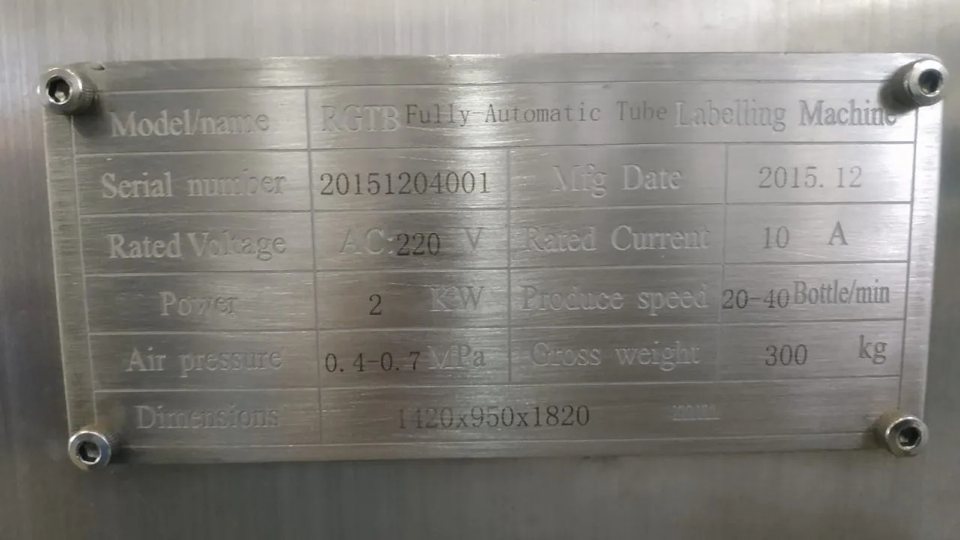 Model/name RGTB Fully-Automatic Tube Labelling Machine
Serial number 20151204001 Mfg Date 2015.12
Rated Voltage AC:220 V Rated Current 10 A
Power 2 KW Produce speed 20-40 Bottle/min
Air pressure 0.4-0.7 MPa Gross weight 300 kg
Dimensions 1420x950x1820 mm